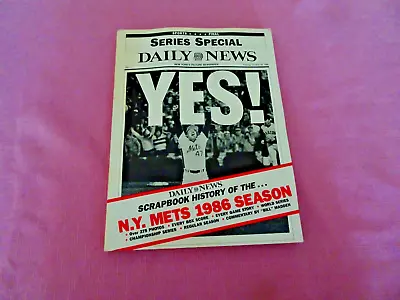 SPORTS ★ ★ ★ ★ FINAL
SERIES SPECIAL
DAILY NEWS
NEW YORK'S PICTURE NEWSPAPER
YES!
Mets
47
DAILY NEWS
SCRAPBOOK HISTORY OF THE...
N.Y. METS 1986 SEASON
• Over 275 PHOTOS • EVERY BOX SCORE • EVERY GAME STORY • WORLD SERIES
• CHAMPIONSHIP SERIES • REGULAR SEASON • COMMENTARY BY "BILL" MADDEN